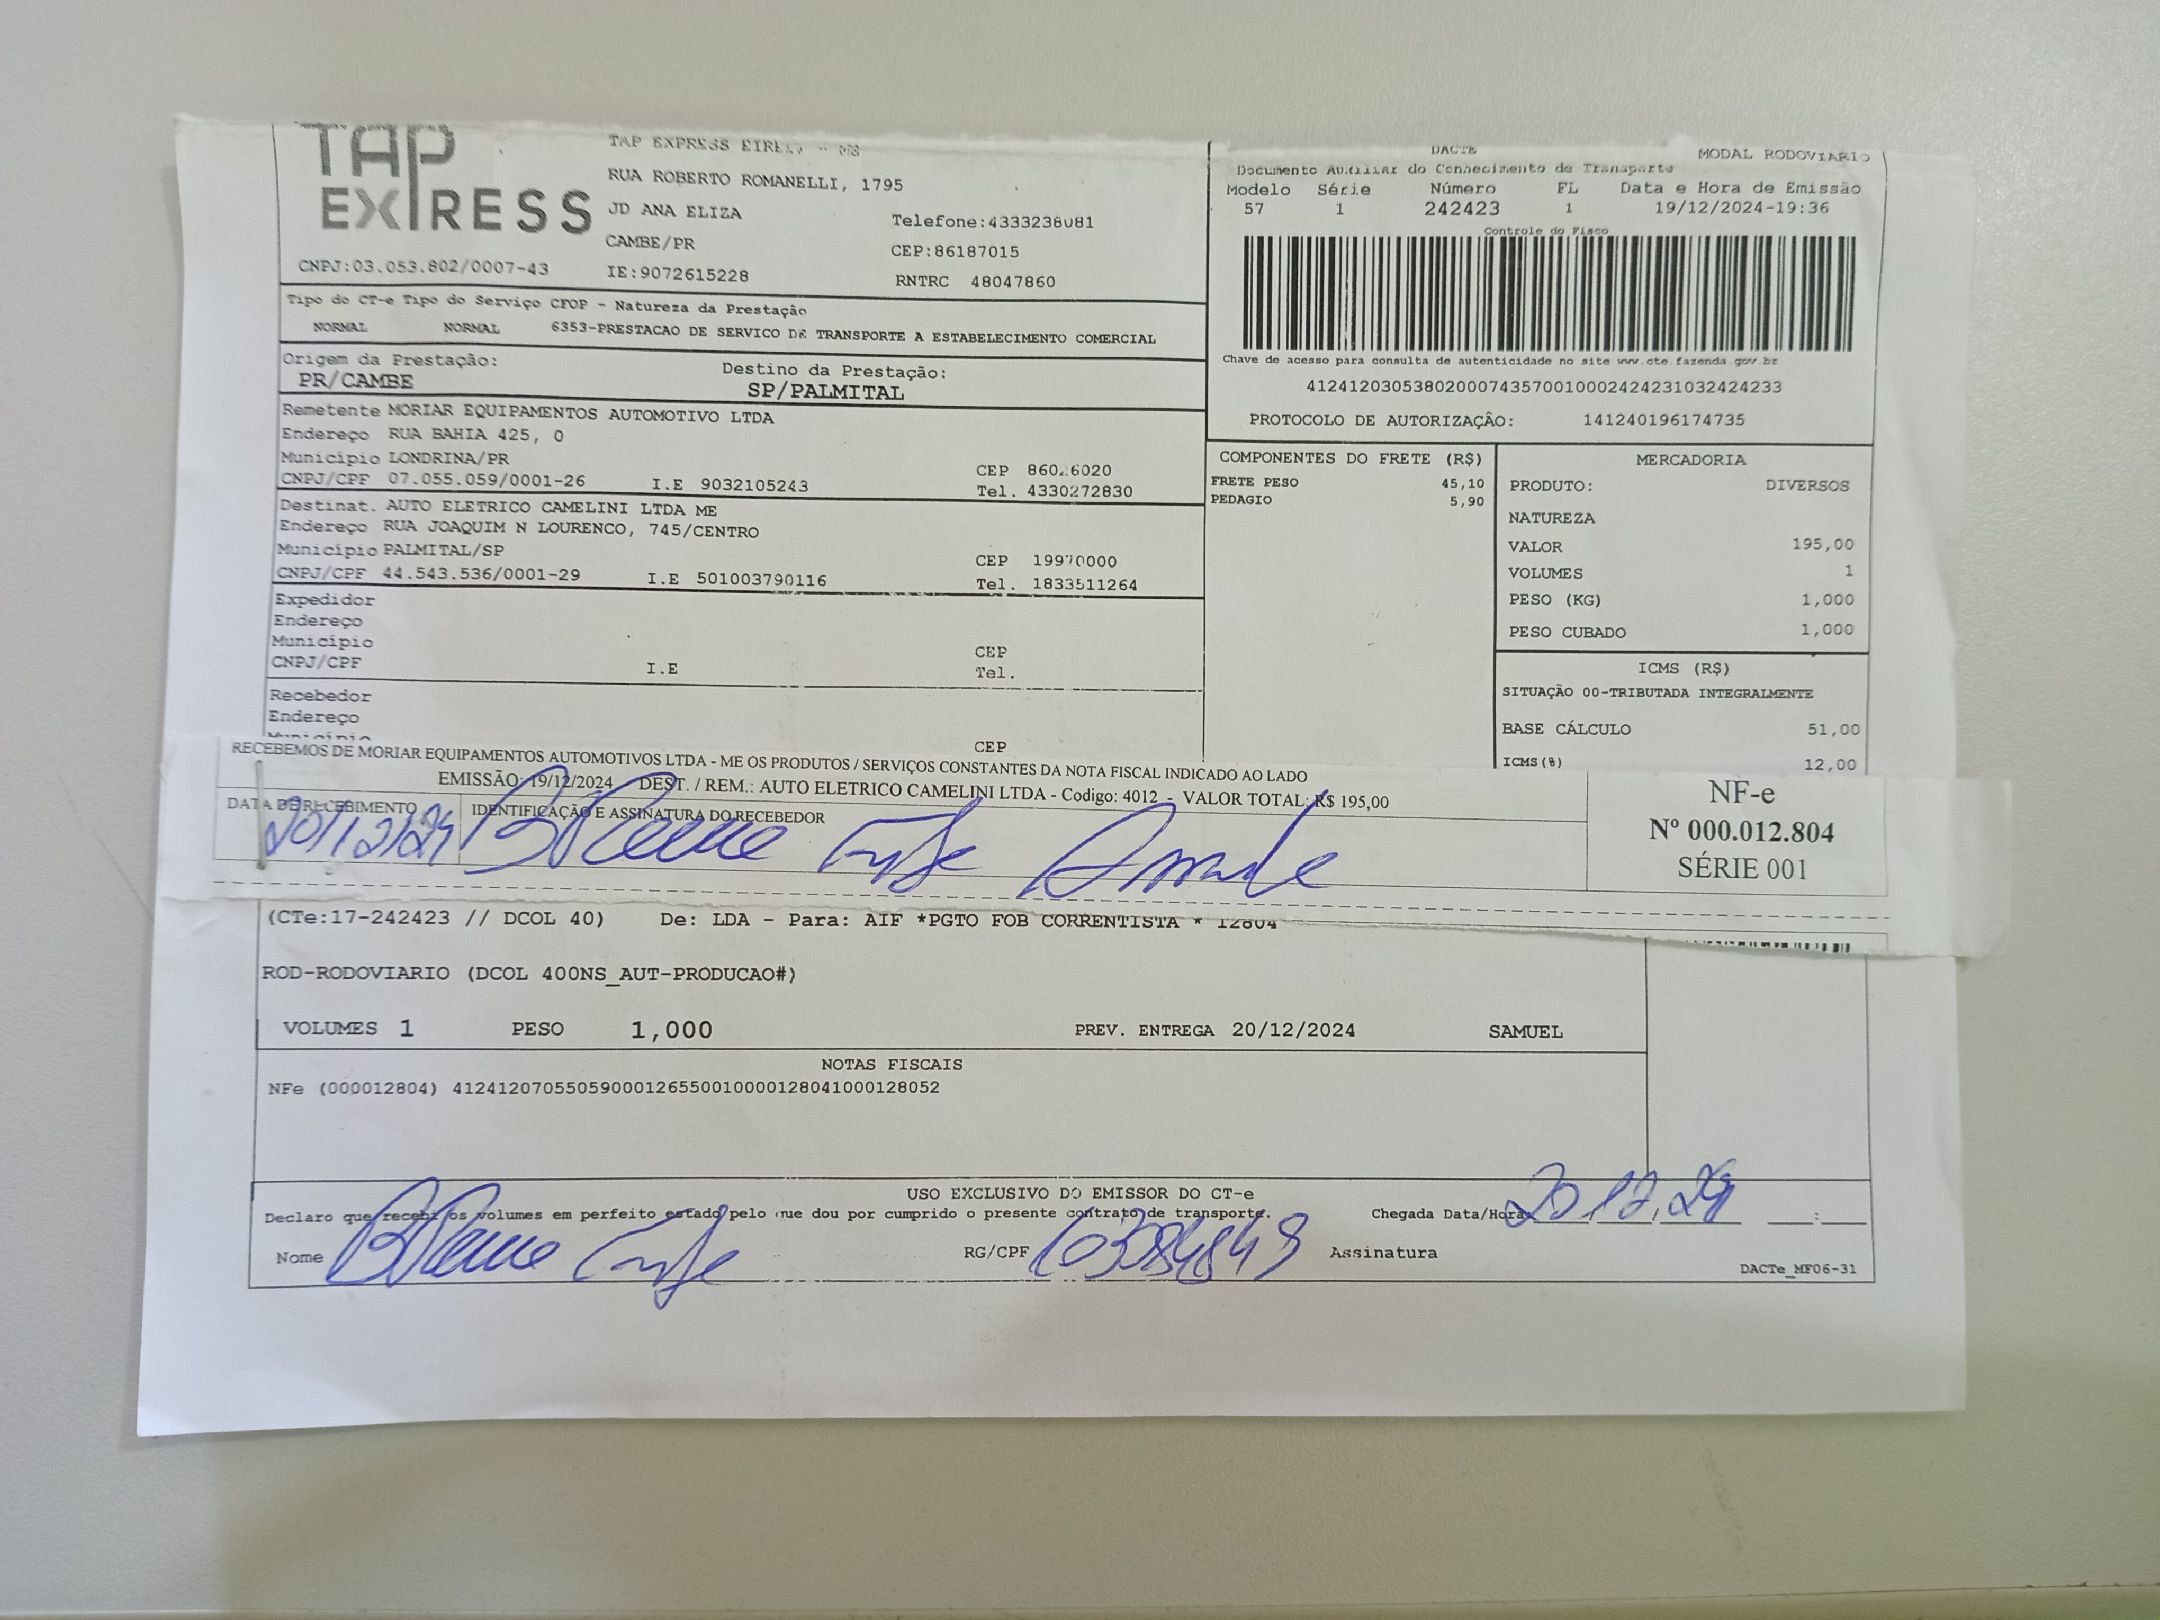 TAP EXPRESS
TAP EXPRESS EIRELI - ME
RUA ROBERTO ROMANELLI, 1795
JD ANA ELIZA
Telefone:4333238081
CAMBE/PR
CEP:86187015
CNPJ:03.053.802/0007-43
IE:9072615228
RNTRC 48047860
DACTE
MODAL RODOVIARIO
Documento Auxiliar do Conhecimento de Transporte
Modelo Série Número FL Data e Hora de Emissão
57 1 242423 1 19/12/2024-19:36
Controle do Fisco
Chave de acesso para consulta de autenticidade no site www.cte.fazenda.gov.br
41241203053802000743570010002424231032424233
PROTOCOLO DE AUTORIZAÇÃO: 141240196174735
Tipo do CT-e Tipo do Serviço CFOP - Natureza da Prestação
NORMAL NORMAL 6353-PRESTACAO DE SERVICO DE TRANSPORTE A ESTABELECIMENTO COMERCIAL
Origem da Prestação: Destino da Prestação:
PR/CAMBE SP/PALMITAL
Remetente MORIAR EQUIPAMENTOS AUTOMOTIVO LTDA
Endereço RUA BAHIA 425, 0
Município LONDRINA/PR CEP
CNPJ/CPF 07.055.059/0001-26 I.E 9032105243 Tel. 4330272830
Destinat. AUTO ELETRICO CAMELINI LTDA ME
Endereço RUA JOAQUIM N LOURENCO, 745/CENTRO
Município PALMITAL/SP CEP 19970000
CNPJ/CPF 44.543.536/0001-29 I.E 501003790116 Tel. 1833511264
Expedidor
Endereço
Município CEP
CNPJ/CPF I.E Tel.
Recebedor
Endereço
Município CEP
COMPONENTES DO FRETE (R$)
FRETE PESO 45,10
PEDAGIO 5,90
MERCADORIA
PRODUTO: DIVERSOS
NATUREZA
VALOR 195,00
VOLUMES 1
PESO (KG) 1,000
PESO CUBADO 1,000
ICMS (R$)
SITUAÇÃO 00-TRIBUTADA INTEGRALMENTE
BASE CÁLCULO 51,00
ICMS(%) 12,00
RECEBEMOS DE MORIAR EQUIPAMENTOS AUTOMOTIVOS LTDA - ME OS PRODUTOS / SERVIÇOS CONSTANTES DA NOTA FISCAL INDICADO AO LADO
EMISSÃO: 19/12/2024 DEST. / REM.: AUTO ELETRICO CAMELINI LTDA - Codigo: 4012 - VALOR TOTAL: R$ 195,00
DATA DE RECEBIMENTO IDENTIFICAÇÃO E ASSINATURA DO RECEBEDOR
20/12/24
NF-e
Nº 000.012.804
SÉRIE 001
(CTe:17-242423 // DCOL 40) De: LDA - Para: AIF *PGTO FOB CORRENTISTA * 12804
ROD-RODOVIARIO (DCOL 400NS_AUT-PRODUCAO#)
VOLUMES 1 PESO 1,000 PREV. ENTREGA 20/12/2024 SAMUEL
NOTAS FISCAIS
NFe (000012804) 41241207055059000126550010000128041000128052
USO EXCLUSIVO DO EMISSOR DO CT-e
Declaro que recebi os volumes em perfeito estado pelo que dou por cumprido o presente contrato de transporte. Chegada Data/Hora 20 12 24 :
Nome RG/CPF Assinatura
DACTe_MF06-31